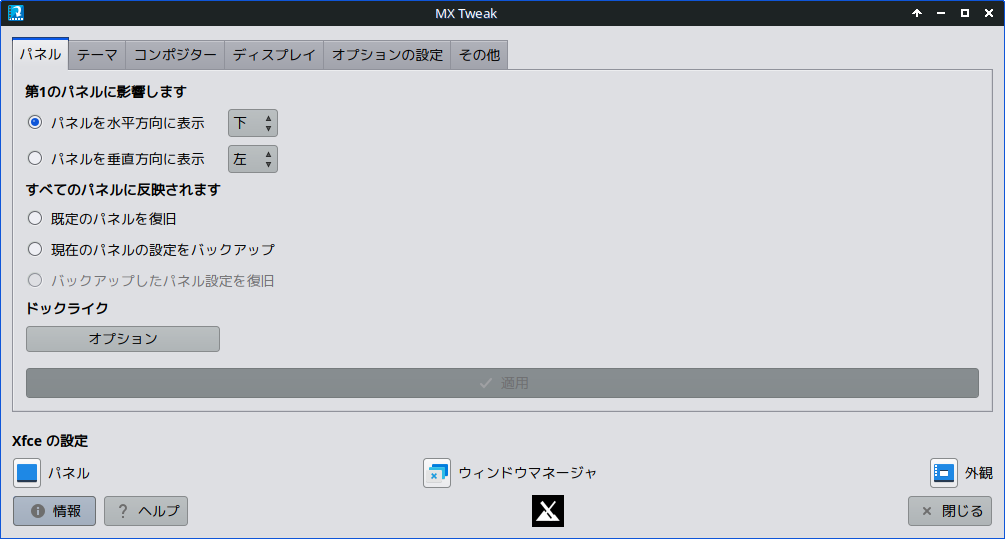 MX Tweak
パネル テーマ コンポジター ディスプレイ オプションの設定 その他
第1のパネルに影響します
パネルを水平方向に表示 下
パネルを垂直方向に表示 左
すべてのパネルに反映されます
既定のパネルを復旧
現在のパネルの設定をバックアップ
バックアップしたパネル設定を復旧
ドックライク
オプション
適用
Xfce の設定
パネル ウィンドウマネージャ 外観
情報 ? ヘルプ 閉じる